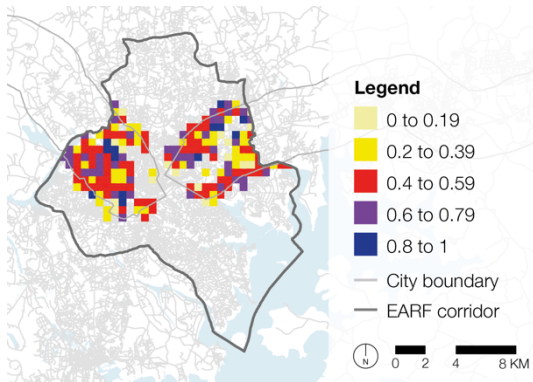 Legend
0 to 0.19
0.2 to 0.39
0.4 to 0.59
0.6 to 0.79
0.8 to 1
City boundary
EARF corridor
N
0 2 4 8 KM